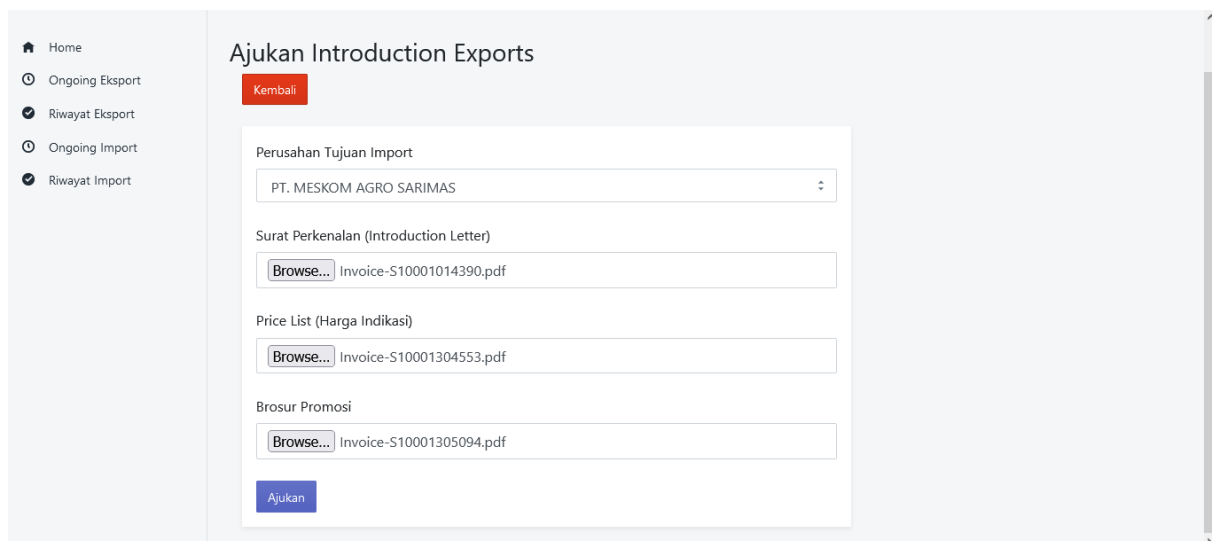 Home
Ongoing Eksport
Riwayat Eksport
Ongoing Import
Riwayat Import
Ajukan Introduction Exports
Kembali
Perusahan Tujuan Import
PT. MESKOM AGRO SARIMAS
Surat Perkenalan (Introduction Letter)
Browse... Invoice-S10001014390.pdf
Price List (Harga Indikasi)
Browse... Invoice-S10001304553.pdf
Brosur Promosi
Browse... Invoice-S10001305094.pdf
Ajukan